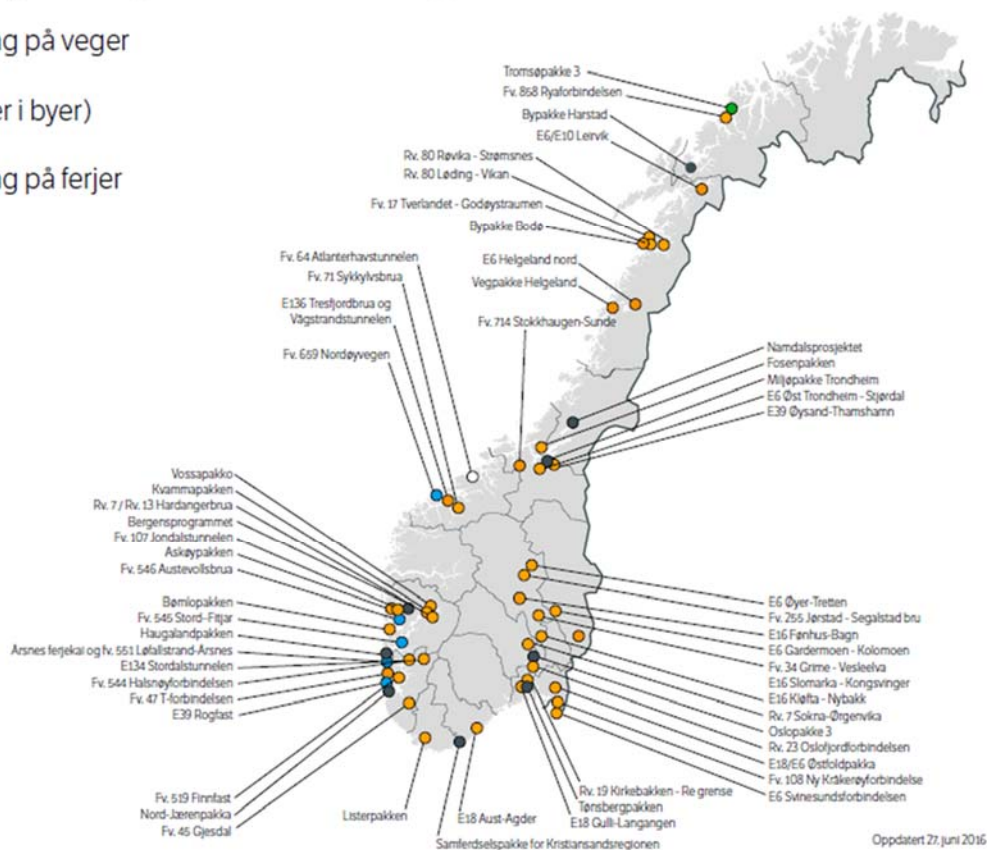 g på veger
er i byer)
g på ferjer
Tromsøpakke 3
Fv. 858 Ryaforbindelsen
Bypakke Harstad
E6/E10 Leirvik
Rv. 80 Røvika - Strømsnes
Rv. 80 Løding - Vikan
Fv. 17 Tverlandet - Godøystraumen
Bypakke Bodø
E6 Helgeland nord
Vegpakke Helgeland
Fv. 714 Stokkhaugen-Sunde
Fv. 64 Atlanterhavstunnelen
Fv. 71 Sykkylvsbrua
E136 Tresfjordbrua og
Vågstrandstunnelen
Fv. 659 Nordøyvegen
Namdalsprosjektet
Fosenpakken
Miljøpakke Trondheim
E6 Øst Trondheim - Stjørdal
E39 Øysand-Thamshamn
Vossapakko
Kvammapakken
Rv. 7 / Rv. 13 Hardangerbrua
Bergensprogrammet
Fv. 107 Jondalstunnelen
Askøypakken
Fv. 546 Austevollsbrua
Bømlopakken
Fv. 545 Stord-Fitjar
Haugalandpakken
Årsnes ferjekai og fv. 551 Løfallstrand-Årsnes
E134 Stordalstunnelen
Fv. 544 Halsnøyforbindelsen
Fv. 47 T-forbindelsen
E39 Rogfast
Fv. 519 Finnfast
Nord-Jærenpakka
Fv. 45 Gjesdal
Listerpakken
E18 Aust-Agder
Samferdselspakke for Kristiansandsregionen
Rv. 19 Kirkebakken - Re grense
Tønsbergpakken
E18 Gulli-Langangen
E6 Øyer-Tretten
Fv. 255 Jørstad - Segalstad bru
E16 Fønhus-Bagn
E6 Gardermoen - Kolomoen
Fv. 34 Grime - Vesleelva
E16 Slomarka - Kongsvinger
E16 Kløfta - Nybakk
Rv. 7 Sokna-Ørgenvika
Oslopakke 3
Rv. 23 Oslofjordforbindelsen
E18/E6 Østfoldpakka
Fv. 108 Ny Kråkerøyforbindelse
E6 Svinesundsforbindelsen
Oppdatert 27. juni 2016